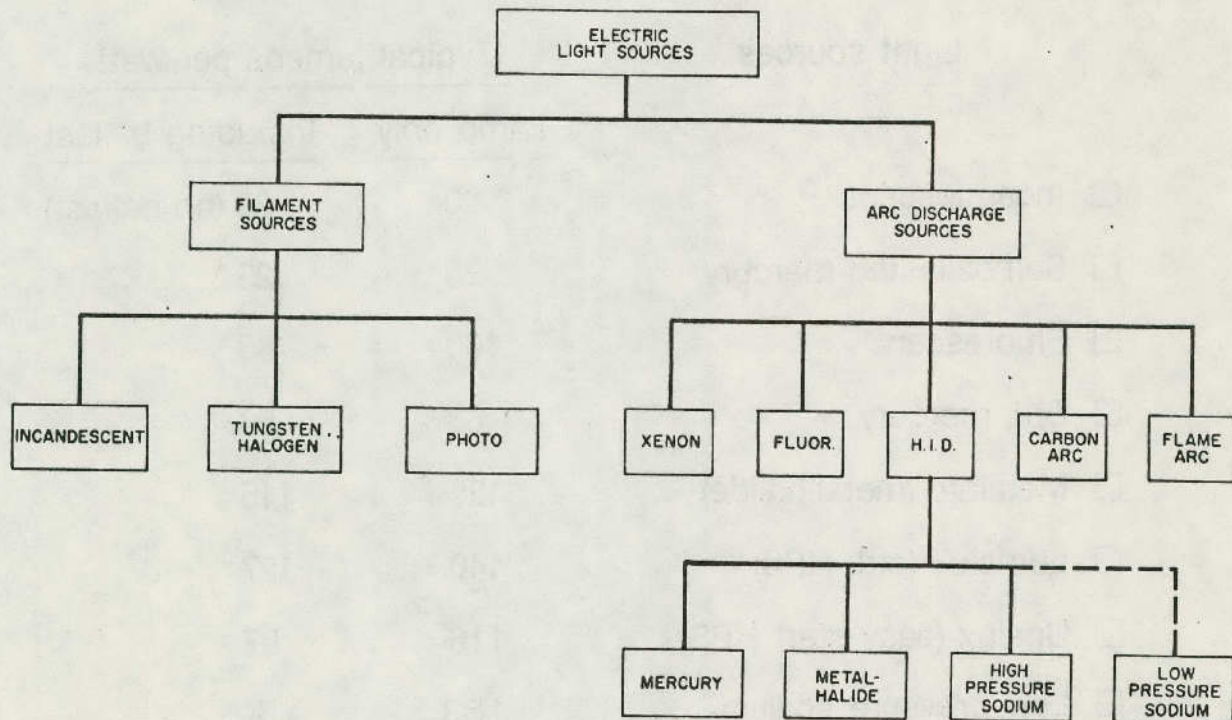 ELECTRIC
LIGHT SOURCES
FILAMENT
SOURCES
ARC DISCHARGE
SOURCES
INCANDESCENT
TUNGSTEN
HALOGEN
PHOTO
XENON
FLUOR.
H.I.D.
CARBON
ARC
FLAME
ARC
MERCURY
METAL-
HALIDE
HIGH
PRESSURE
SODIUM
LOW
PRESSURE
SODIUM